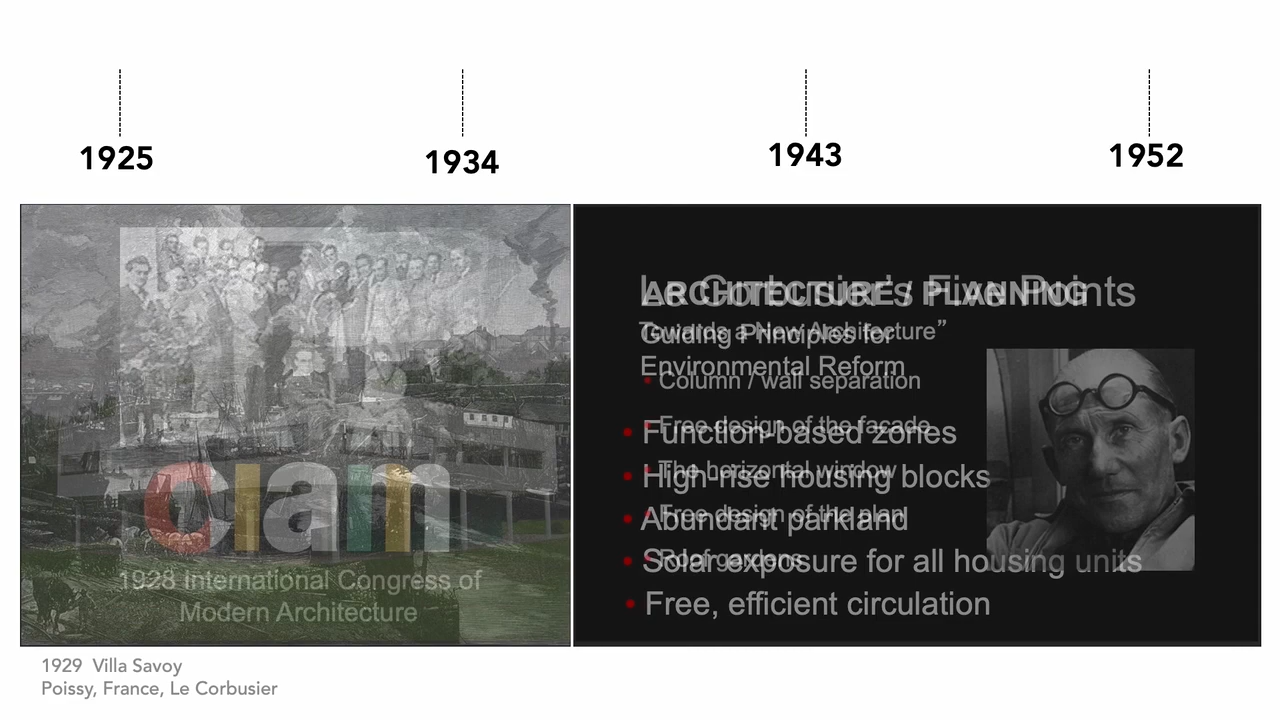 1925
1934
1943
1952
ciam
1928 International Congress of
Modern Architecture
Le Corbusier's Five Points
ARCHITECTURE / PLANNING
Towards a New Architecture”
Guiding Principles for
Environmental Reform
• Column / wall separation
• Free design of the facade
• Function-based zones
• The horizontal window
• High-rise housing blocks
• Free design of the plan
• Abundant parkland
• Roof gardens
• Solar exposure for all housing units
• Free, efficient circulation
1929 Villa Savoy
Poissy, France, Le Corbusier